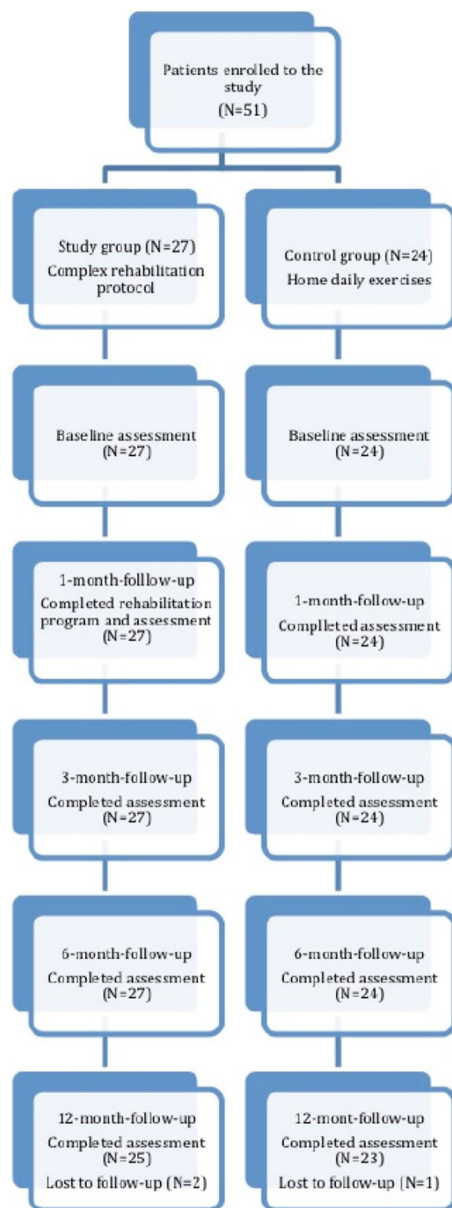 Patients enrolled to the
study
(N=51)
Study group (N=27)
Complex rehabilitation
protocol
Control group (N=24)
Home daily exercises
Baseline assessment
(N=27)
Baseline assessment
(N=24)
1-month-folllow-up
Completed rehabilitation
program and assessment
(N=27)
1-month-follow-up
Complleted assessment
(N=24)
3-month-follow-up
Completed assessment
(N=27)
3-month-follow-up
Completed assessment
(N=24)
6-month-follow-up
Completed assessment
(N=27)
6-month-follow-up
Completed assessment
(N=24)
12-month-follow-up
Completed assessment
(N=25)
Lost to follow-up (N=2)
12-mont-follow-up
Completed assessment
(N=23)
Lost to follow-up (N=1)